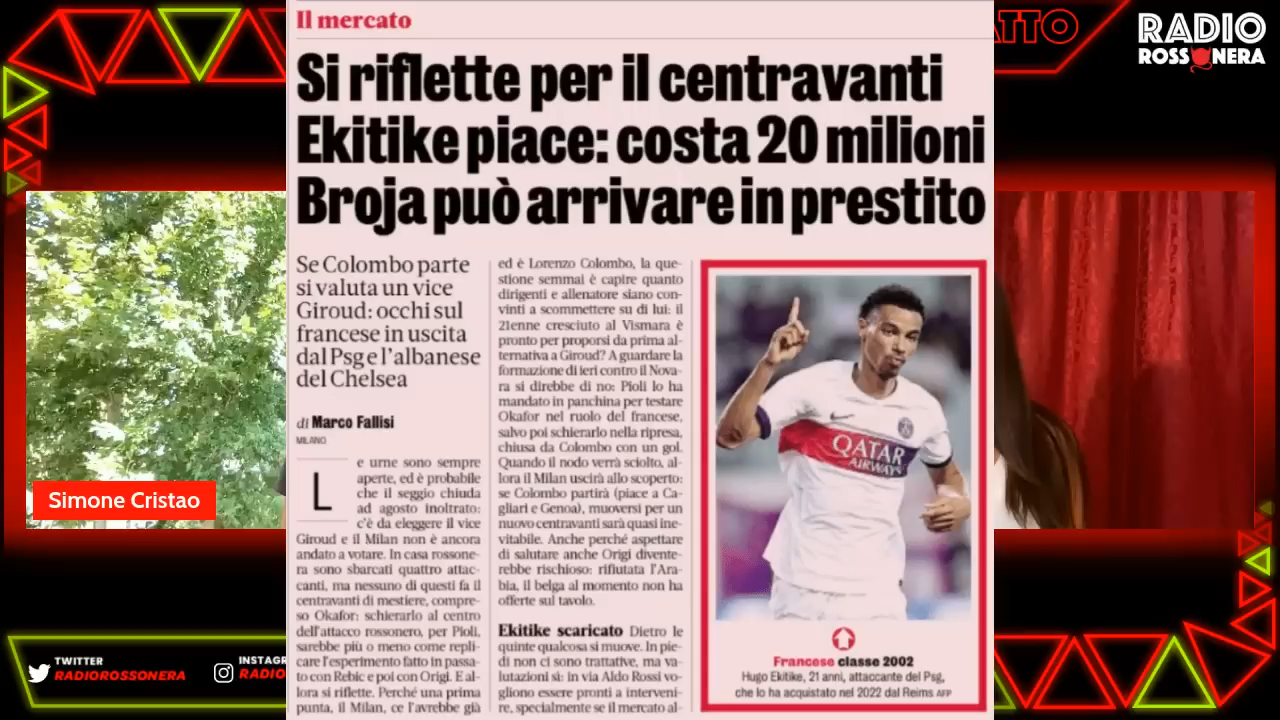 Il mercato
Si riflette per il centravanti
Ekitike piace: costa 20 milioni
Broja può arrivare in prestito
Se Colombo parte
si valuta un vice
Giroud: occhi sul
francese in uscita
dal Psg e l'albanese
del Chelsea
di Marco Fallisi
MILANO
Le urne sono sempre
aperte, ed è probabile
che il seggio chiuda
ad agosto inoltrato:
c'è da eleggere il vice
Giroud e il Milan non è ancora
andato a votare. In casa rossone-
ra sono sbarcati quattro attac-
canti, ma nessuno di questi fa il
centravanti di mestiere, compre-
so Okafor: schierarlo al centro
dell'attacco rossonero, per Pioli,
sarebbe più o meno come repli-
care l'esperimento fatto in passa-
to con Rebic e poi con Origi. E al-
lora si riflette. Perché una prima
punta, il Milan, ce l'avrebbe già
ed è Lorenzo Colombo, la que-
stione semmai è capire quanto
dirigenti e allenatore siano con-
vinti a scommettere su di lui: il
21enne cresciuto al Vismara è
pronto per proporsi da prima al-
ternativa a Giroud? A guardare la
formazione di ieri contro il Nova-
ra si direbbe di no: Pioli lo ha
mandato in panchina per testare
Okafor nel ruolo del francese,
salvo poi schierarlo nella ripresa,
chiusa da Colombo con un gol.
Quando il nodo verrà sciolto, al-
lora il Milan uscirà allo scoperto:
se Colombo partirà (piace a Ca-
gliari e Genoa), muoversi per un
nuovo centravanti sarà quasi ine-
vitabile. Anche perché aspettare
di salutare anche Origi divente-
rebbe rischioso: rifiutata l'Ara-
bia, il belga al momento non ha
offerte sul tavolo.
Ekitike scaricato Dietro le
quinte qualcosa si muove. In pie-
di non ci sono trattative, ma va-
lutazioni sì: in via Aldo Rossi vo-
gliono essere pronti a interveni-
re, specialmente se il mercato al-
QATAR
AIRWAYS
Francese classe 2002
Hugo Ekitike, 21 anni, attaccante del Psg,
che lo ha acquistato nel 2022 dal Reims AFP
ATTO
RADIO
ROSSONERA
Simone Cristao
TWITTER
RADIOROSSONERA
INSTAG
RADIO